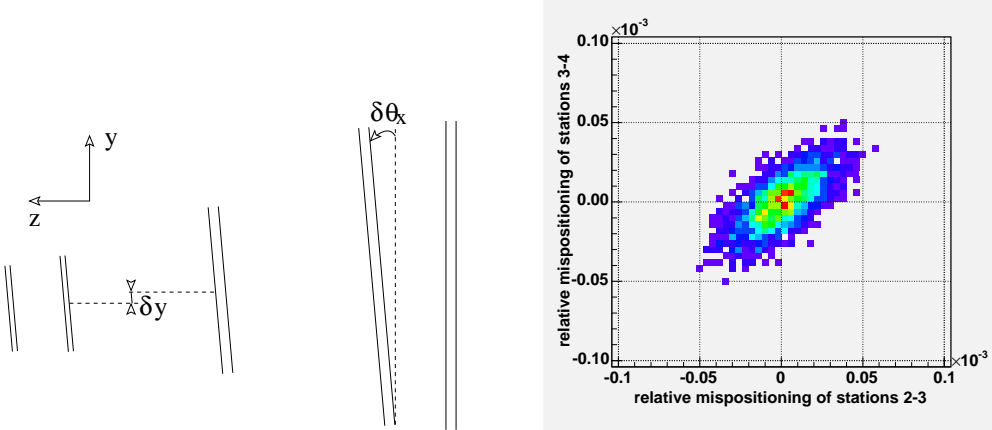 y
z
δy
δθx
×10⁻³
0.10
0.05
0.00
-0.05
-0.10
relative mispositioning of stations 3-4
-0.1 -0.05 0 0.05 0.1
×10⁻³
relative mispositioning of stations 2-3